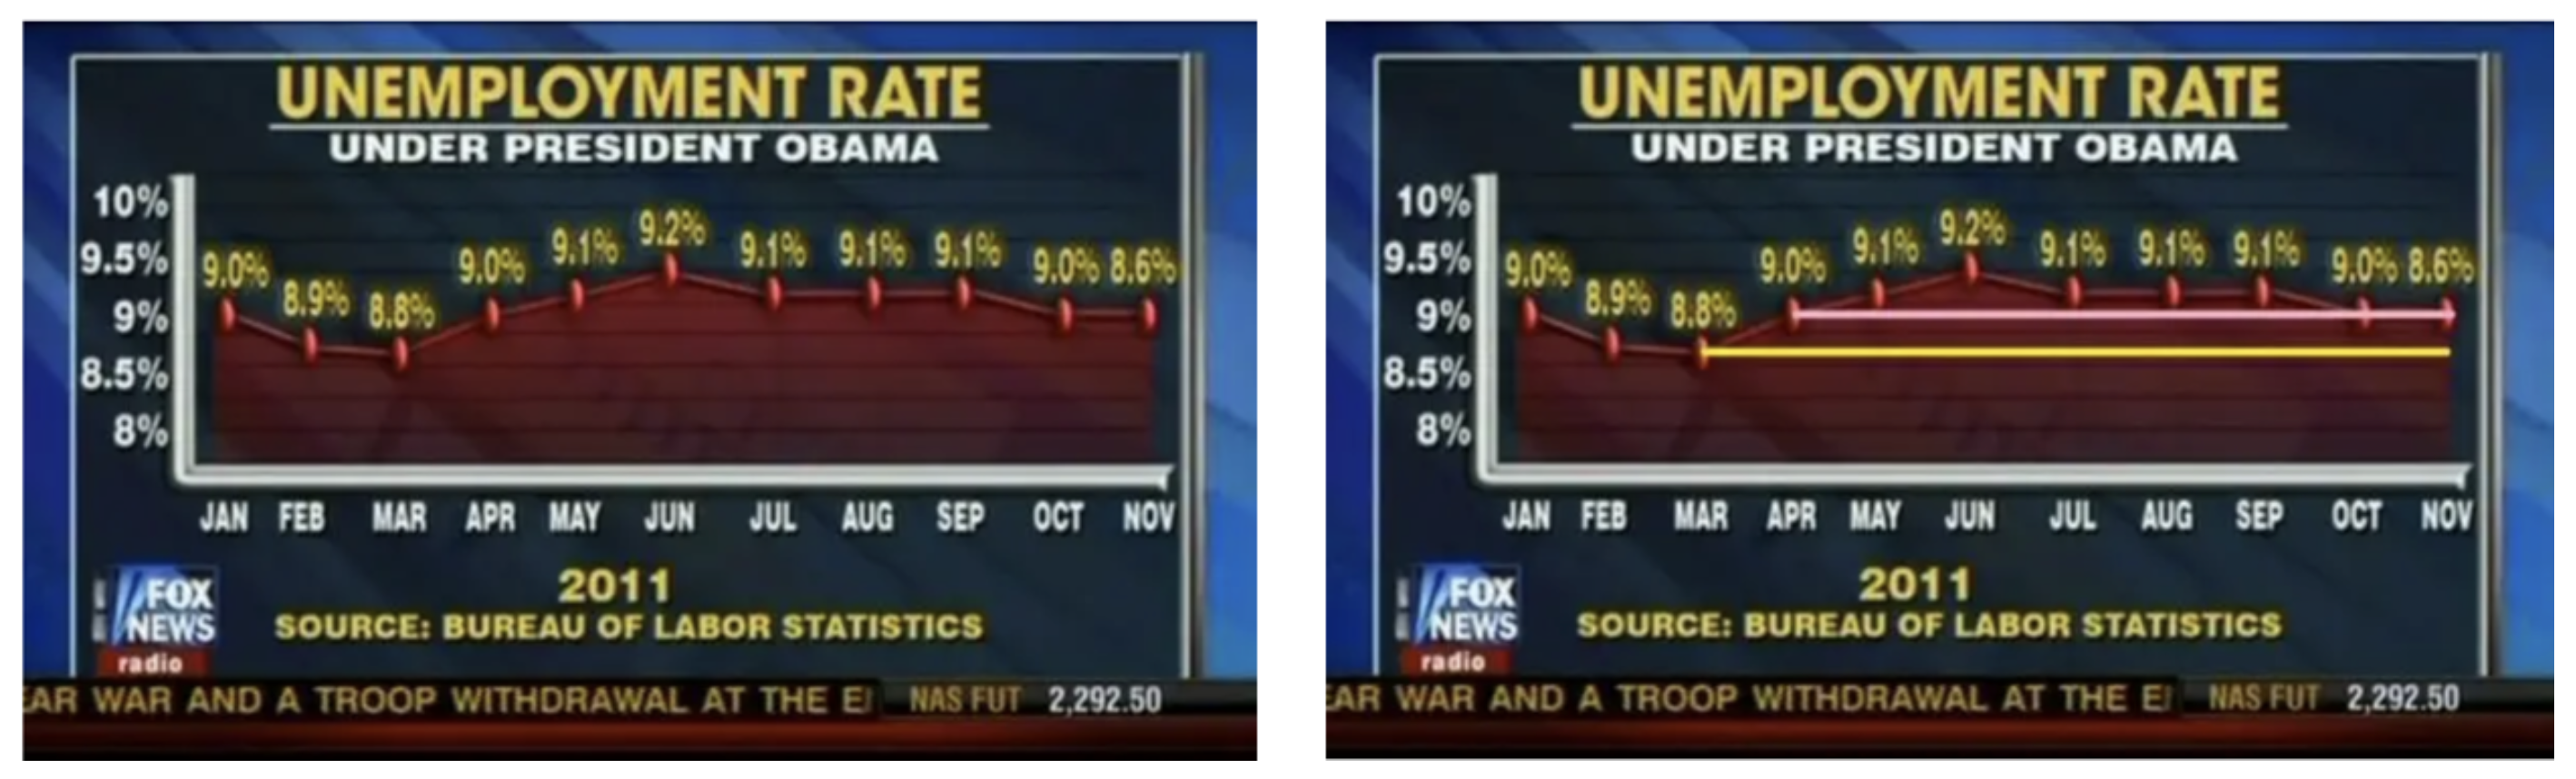 UNEMPLOYMENT RATE
UNDER PRESIDENT OBAMA
10%
9.5%
9%
8.5%
8%
9.0%
8.9%
8.8%
9.0%
9.1%
9.2%
9.1%
9.1%
9.1%
9.0%
8.6%
JAN FEB MAR APR MAY JUN JUL AUG SEP OCT NOV
2011
SOURCE: BUREAU OF LABOR STATISTICS
FOX
NEWS
radio
EAR WAR AND A TROOP WITHDRAWAL AT THE
NAS FUT 2,292.50
UNEMPLOYMENT RATE
UNDER PRESIDENT OBAMA
10%
9.5%
9%
8.5%
8%
9.0%
8.9%
8.8%
9.0%
9.1%
9.2%
9.1%
9.1%
9.1%
9.0%
8.6%
JAN FEB MAR APR MAY JUN JUL AUG SEP OCT NOV
2011
SOURCE: BUREAU OF LABOR STATISTICS
FOX
NEWS
radio
EAR WAR AND A TROOP WITHDRAWAL AT THE
NAS FUT 2,292.50